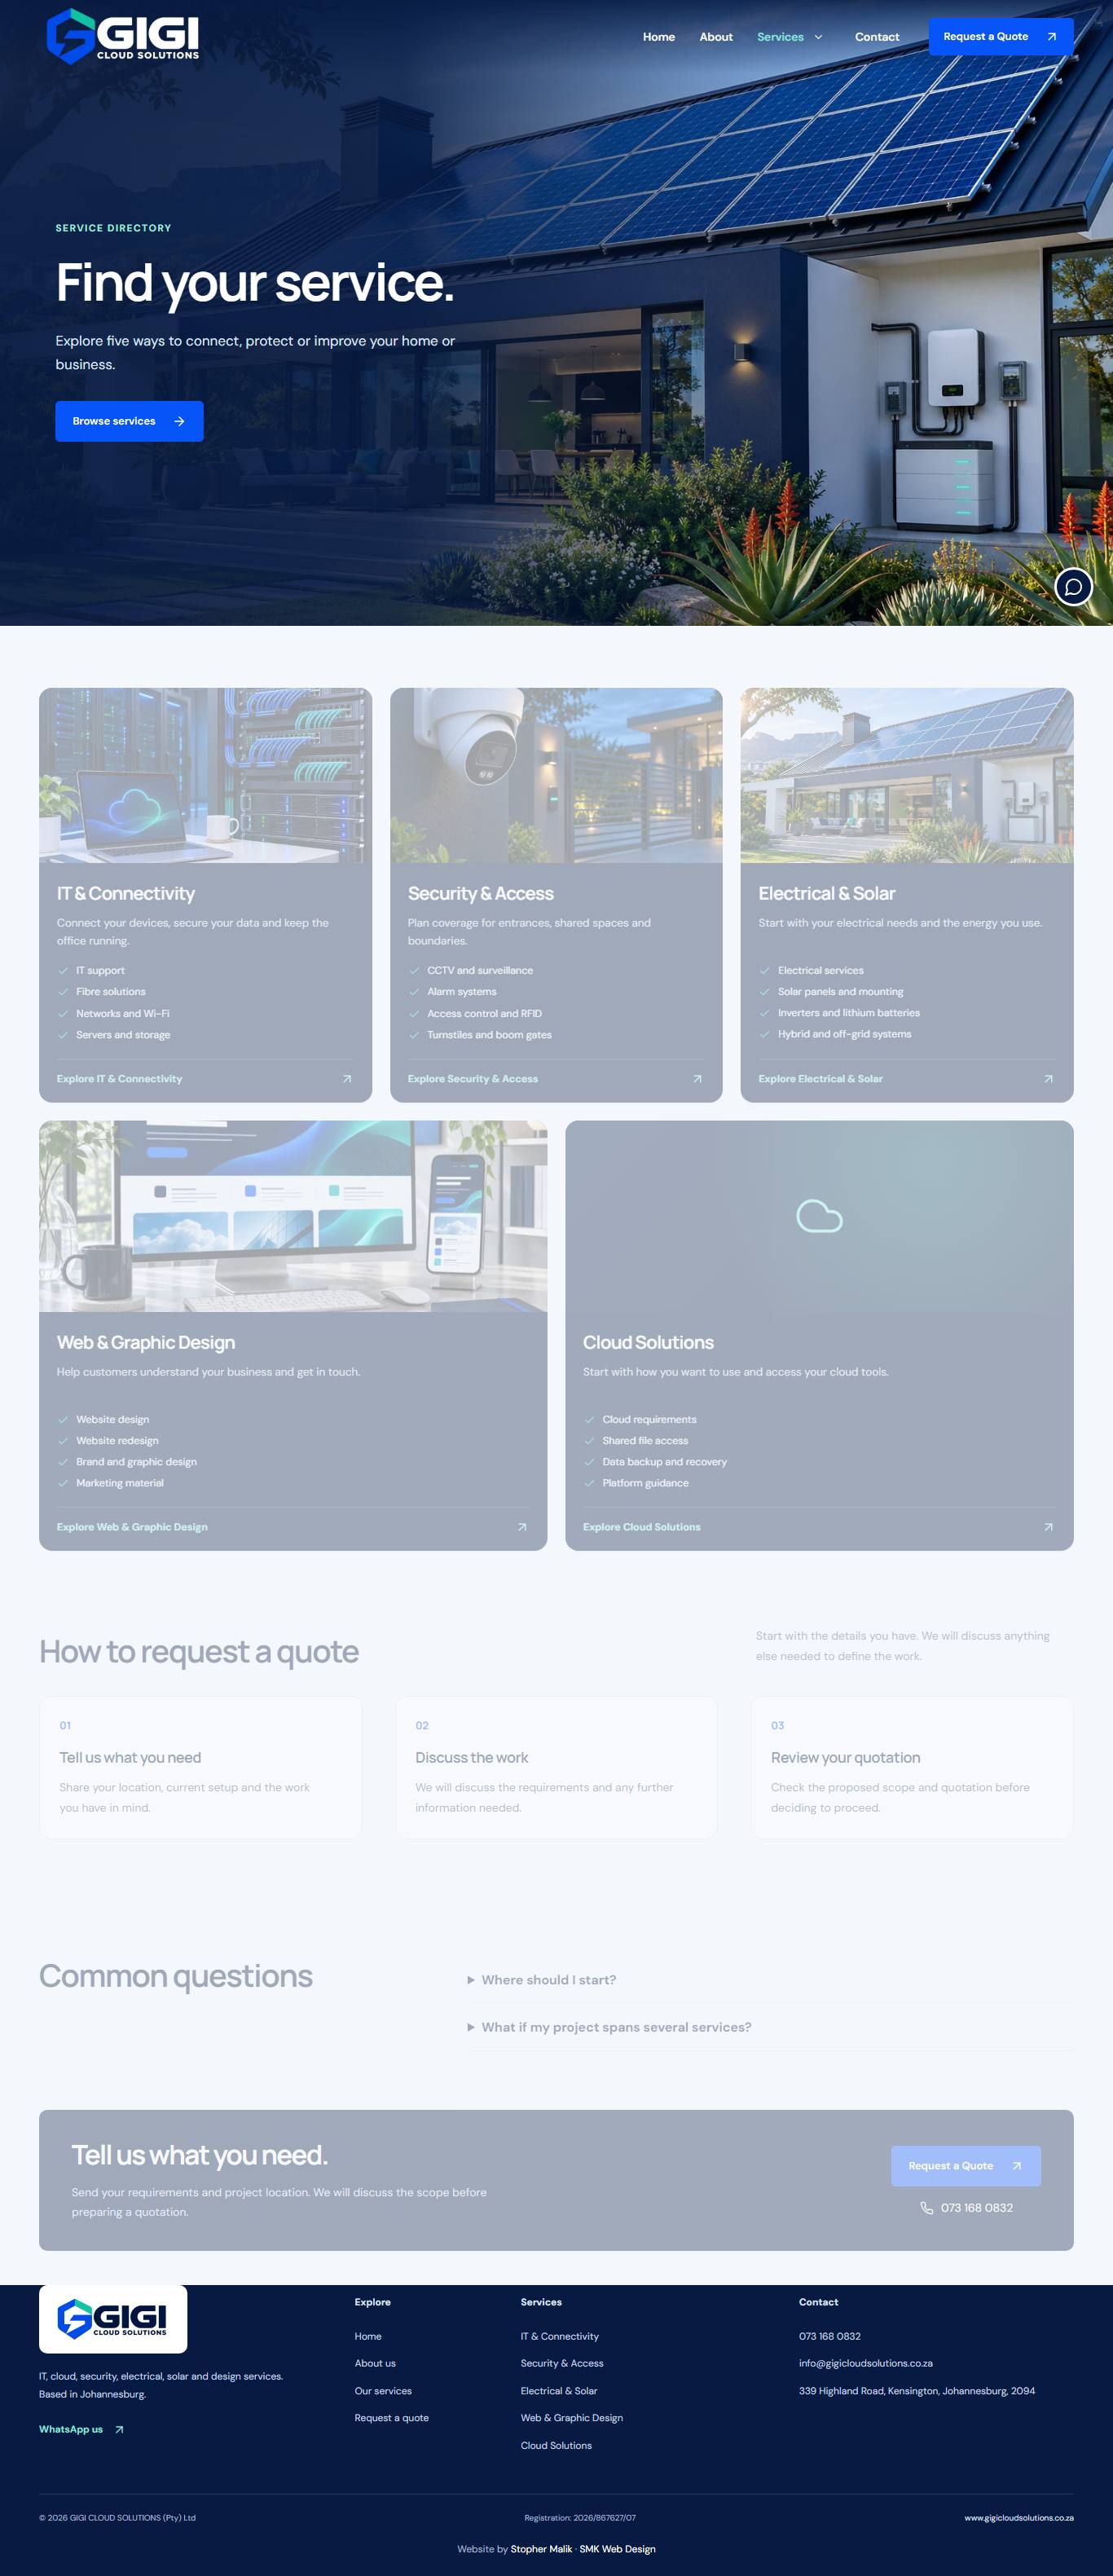 GIGI
CLOUD SOLUTIONS
Home
About
Services
Contact
Request a Quote
SERVICE DIRECTORY
Find your service.
Explore five ways to connect, protect or improve your home or
business.
Browse services
IT & Connectivity
Connect your devices, secure your data and keep the
office running.
IT support
Fibre solutions
Networks and Wi-Fi
Servers and storage
Explore IT & Connectivity
Security & Access
Plan coverage for entrances, shared spaces and
boundaries.
CCTV and surveillance
Alarm systems
Access control and RFID
Turnstiles and boom gates
Explore Security & Access
Electrical & Solar
Start with your electrical needs and the energy you use.
Electrical services
Solar panels and mounting
Inverters and lithium batteries
Hybrid and off-grid systems
Explore Electrical & Solar
Web & Graphic Design
Help customers understand your business and get in touch.
Website design
Website redesign
Brand and graphic design
Marketing material
Explore Web & Graphic Design
Cloud Solutions
Start with how you want to use and access your cloud tools.
Cloud requirements
Shared file access
Data backup and recovery
Platform guidance
Explore Cloud Solutions
How to request a quote
Start with the details you have. We will discuss anything
else needed to define the work.
01
Tell us what you need
Share your location, current setup and the work
you have in mind.
02
Discuss the work
We will discuss the requirements and any further
information needed.
03
Review your quotation
Check the proposed scope and quotation before
deciding to proceed.
Common questions
Where should I start?
What if my project spans several services?
Tell us what you need.
Send your requirements and project location. We will discuss the scope before
preparing a quotation.
Request a Quote
073 168 0832
GIGI
CLOUD SOLUTIONS
IT, cloud, security, electrical, solar and design services.
Based in Johannesburg.
WhatsApp us
Explore
Home
About us
Our services
Request a quote
Services
IT & Connectivity
Security & Access
Electrical & Solar
Web & Graphic Design
Cloud Solutions
Contact
073 168 0832
info@gigicloudsolutions.co.za
339 Highland Road, Kensington, Johannesburg, 2094
© 2026 GIGI CLOUD SOLUTIONS (Pty) Ltd
Registration: 2026/867627/07
www.gigicloudsolutions.co.za
Website by Stopher Malik · SMK Web Design